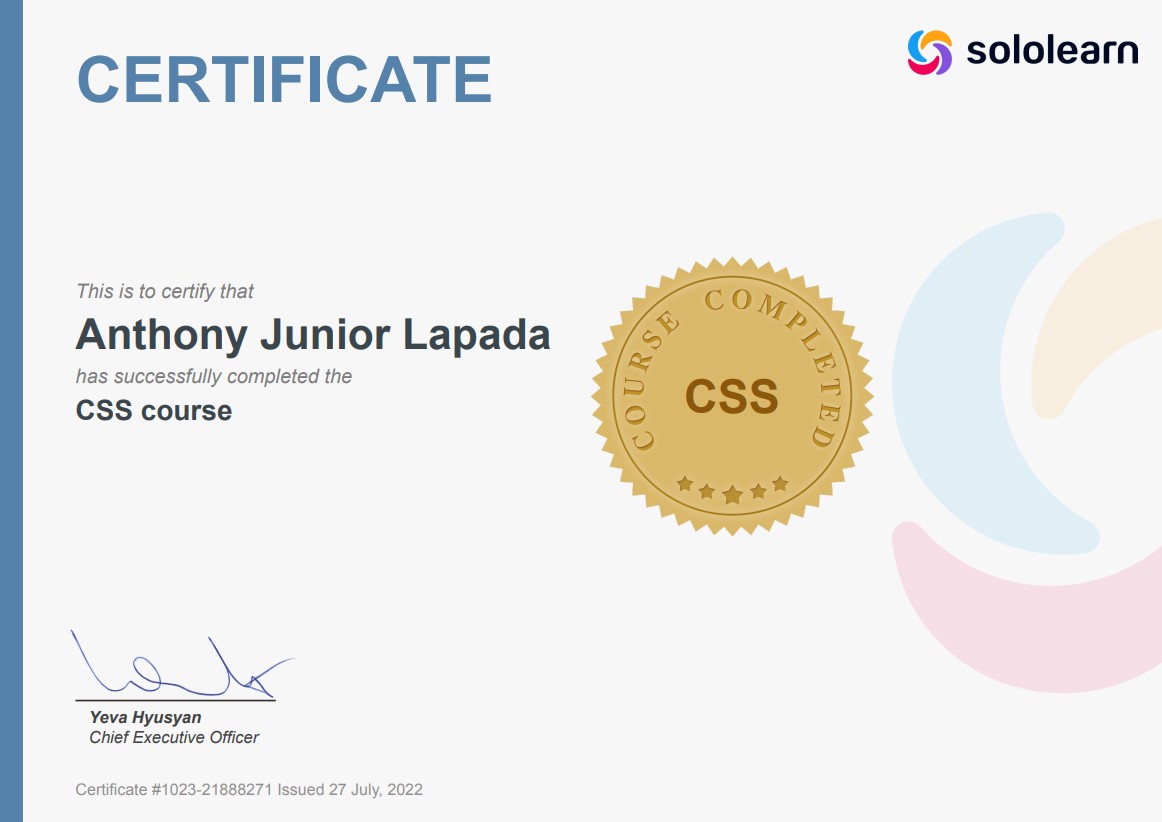 CERTIFICATE
sololearn
This is to certify that
Anthony Junior Lapada
has successfully completed the
CSS course
COURSE COMPLETED
CSS
Yeva Hyusyan
Chief Executive Officer
Certificate #1023-21888271 Issued 27 July, 2022